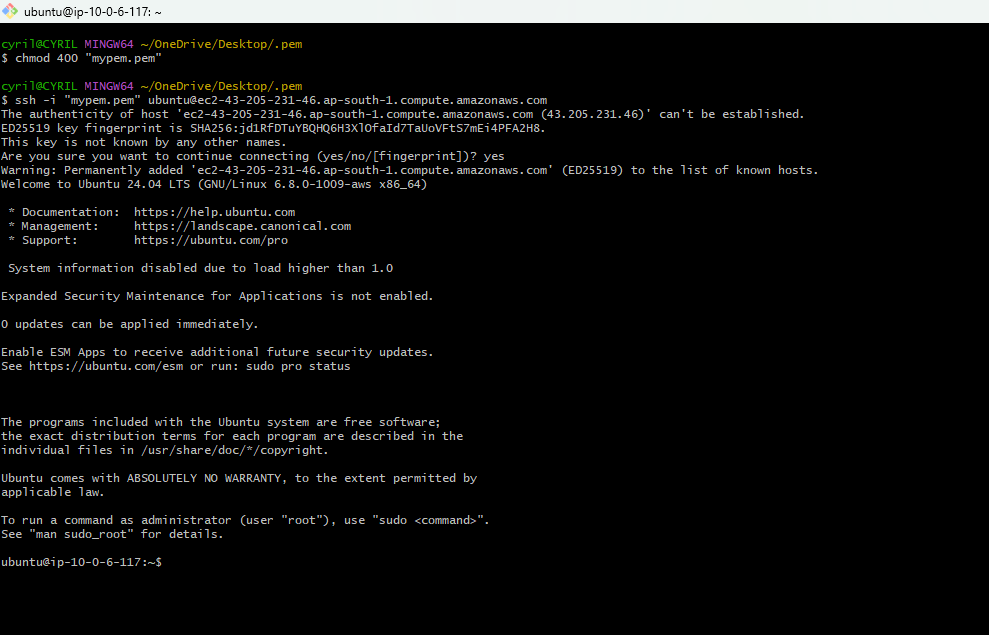 ubuntu@ip-10-0-6-117: ~
cyril@CYRIL MINGW64 ~/OneDrive/Desktop/.pem
$ chmod 400 "mypem.pem"
cyril@CYRIL MINGW64 ~/OneDrive/Desktop/.pem
$ ssh -i "mypem.pem" ubuntu@ec2-43-205-231-46.ap-south-1.compute.amazonaws.com
The authenticity of host 'ec2-43-205-231-46.ap-south-1.compute.amazonaws.com (43.205.231.46)' can't be established.
ED25519 key fingerprint is SHA256:jd1RfDTuYBQHQ6H3XlOfaId7TaUoVFtS7mEi4PFA2H8.
This key is not known by any other names.
Are you sure you want to continue connecting (yes/no/[fingerprint])? yes
Warning: Permanently added 'ec2-43-205-231-46.ap-south-1.compute.amazonaws.com' (ED25519) to the list of known hosts.
Welcome to Ubuntu 24.04 LTS (GNU/Linux 6.8.0-1009-aws x86_64)
* Documentation:  https://help.ubuntu.com
* Management:     https://landscape.canonical.com
* Support:        https://ubuntu.com/pro
System information disabled due to load higher than 1.0
Expanded Security Maintenance for Applications is not enabled.
0 updates can be applied immediately.
Enable ESM Apps to receive additional future security updates.
See https://ubuntu.com/esm or run: sudo pro status
The programs included with the Ubuntu system are free software;
the exact distribution terms for each program are described in the
individual files in /usr/share/doc/*/copyright.
Ubuntu comes with ABSOLUTELY NO WARRANTY, to the extent permitted by
applicable law.
To run a command as administrator (user "root"), use "sudo <command>".
See "man sudo_root" for details.
ubuntu@ip-10-0-6-117:~$